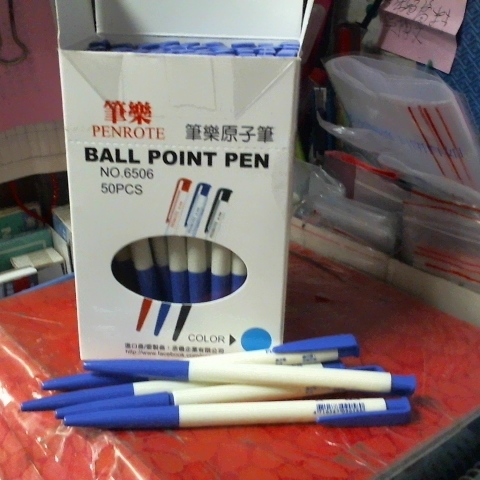 筆樂
PENROTE
筆樂原子筆
BALL POINT PEN
NO.6506
50PCS
COLOR